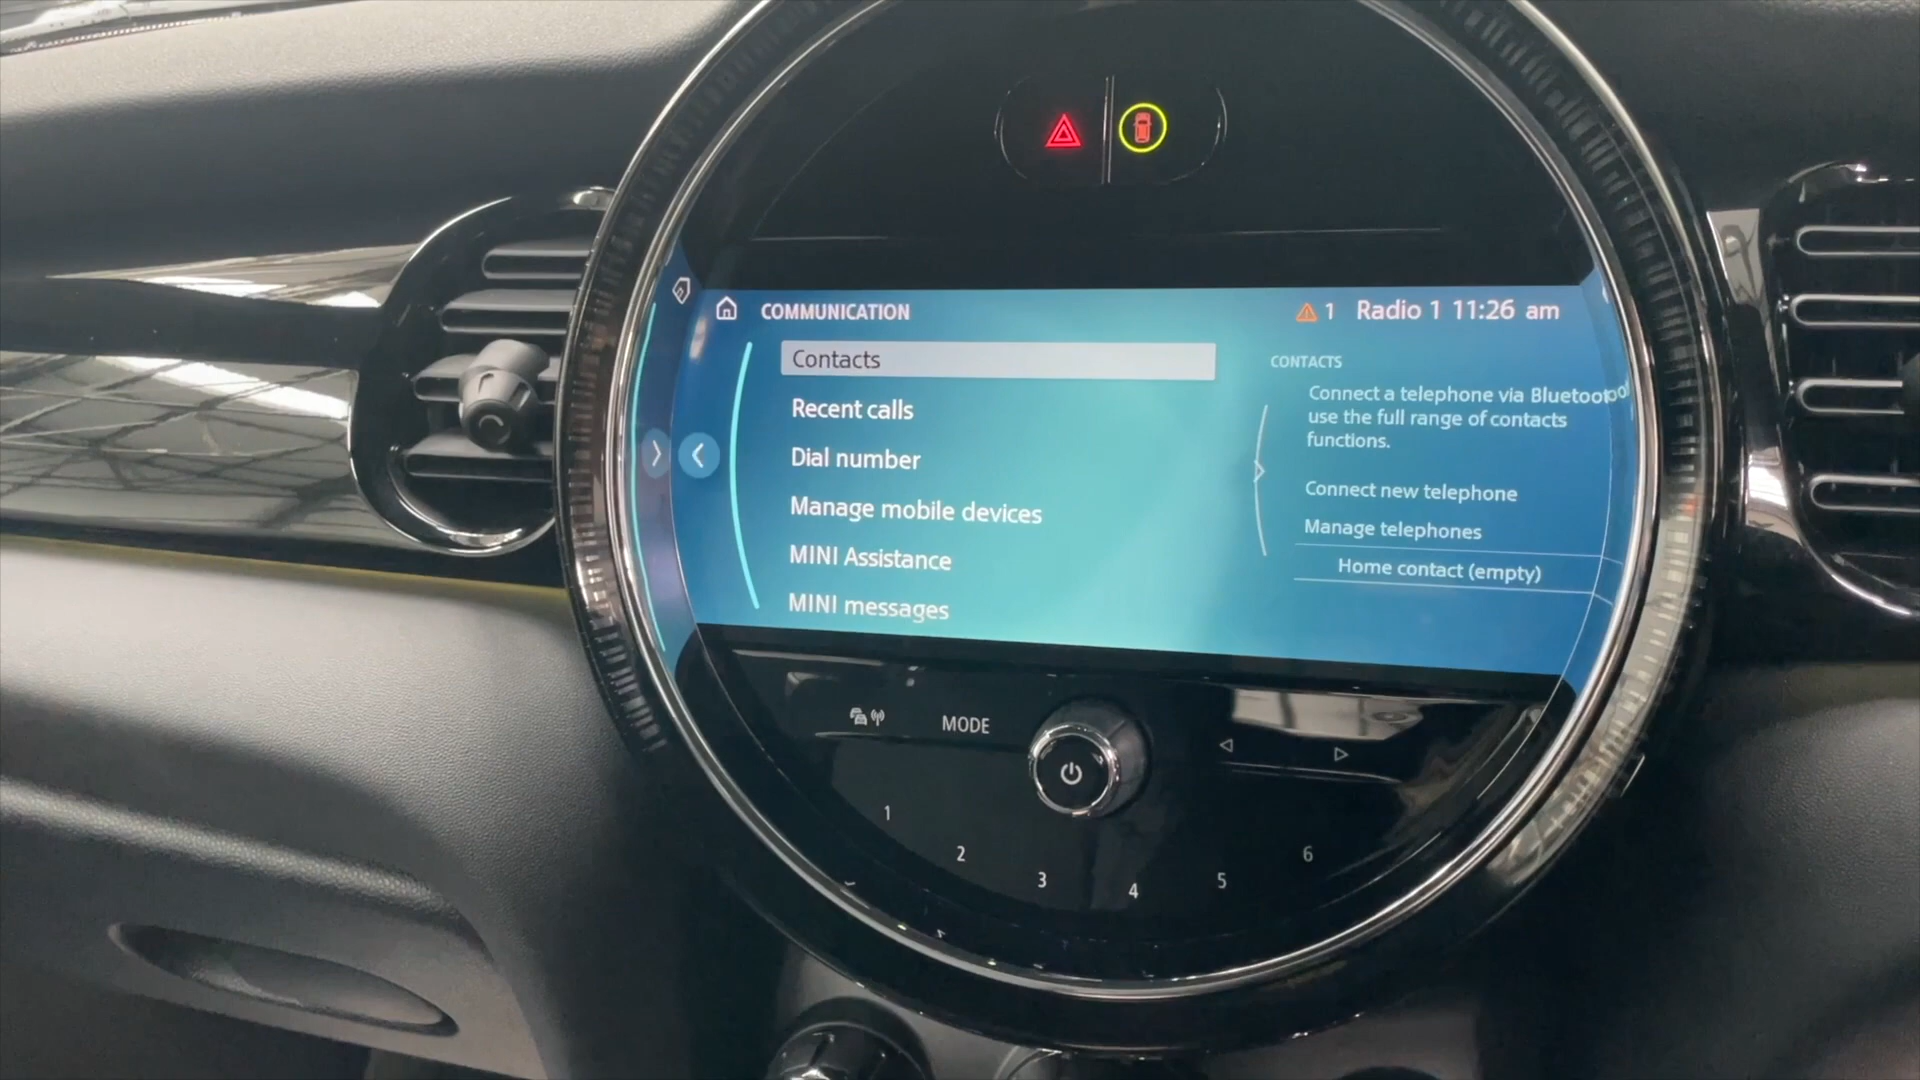 COMMUNICATION
1 Radio 1 11:26 am
Contacts
Recent calls
Dial number
Manage mobile devices
MINI Assistance
MINI messages
CONTACTS
Connect a telephone via
use the full range of contacts
functions.
Connect new telephone
Manage telephones
Home contact (empty)
MODE
1
2
3
4
5
6